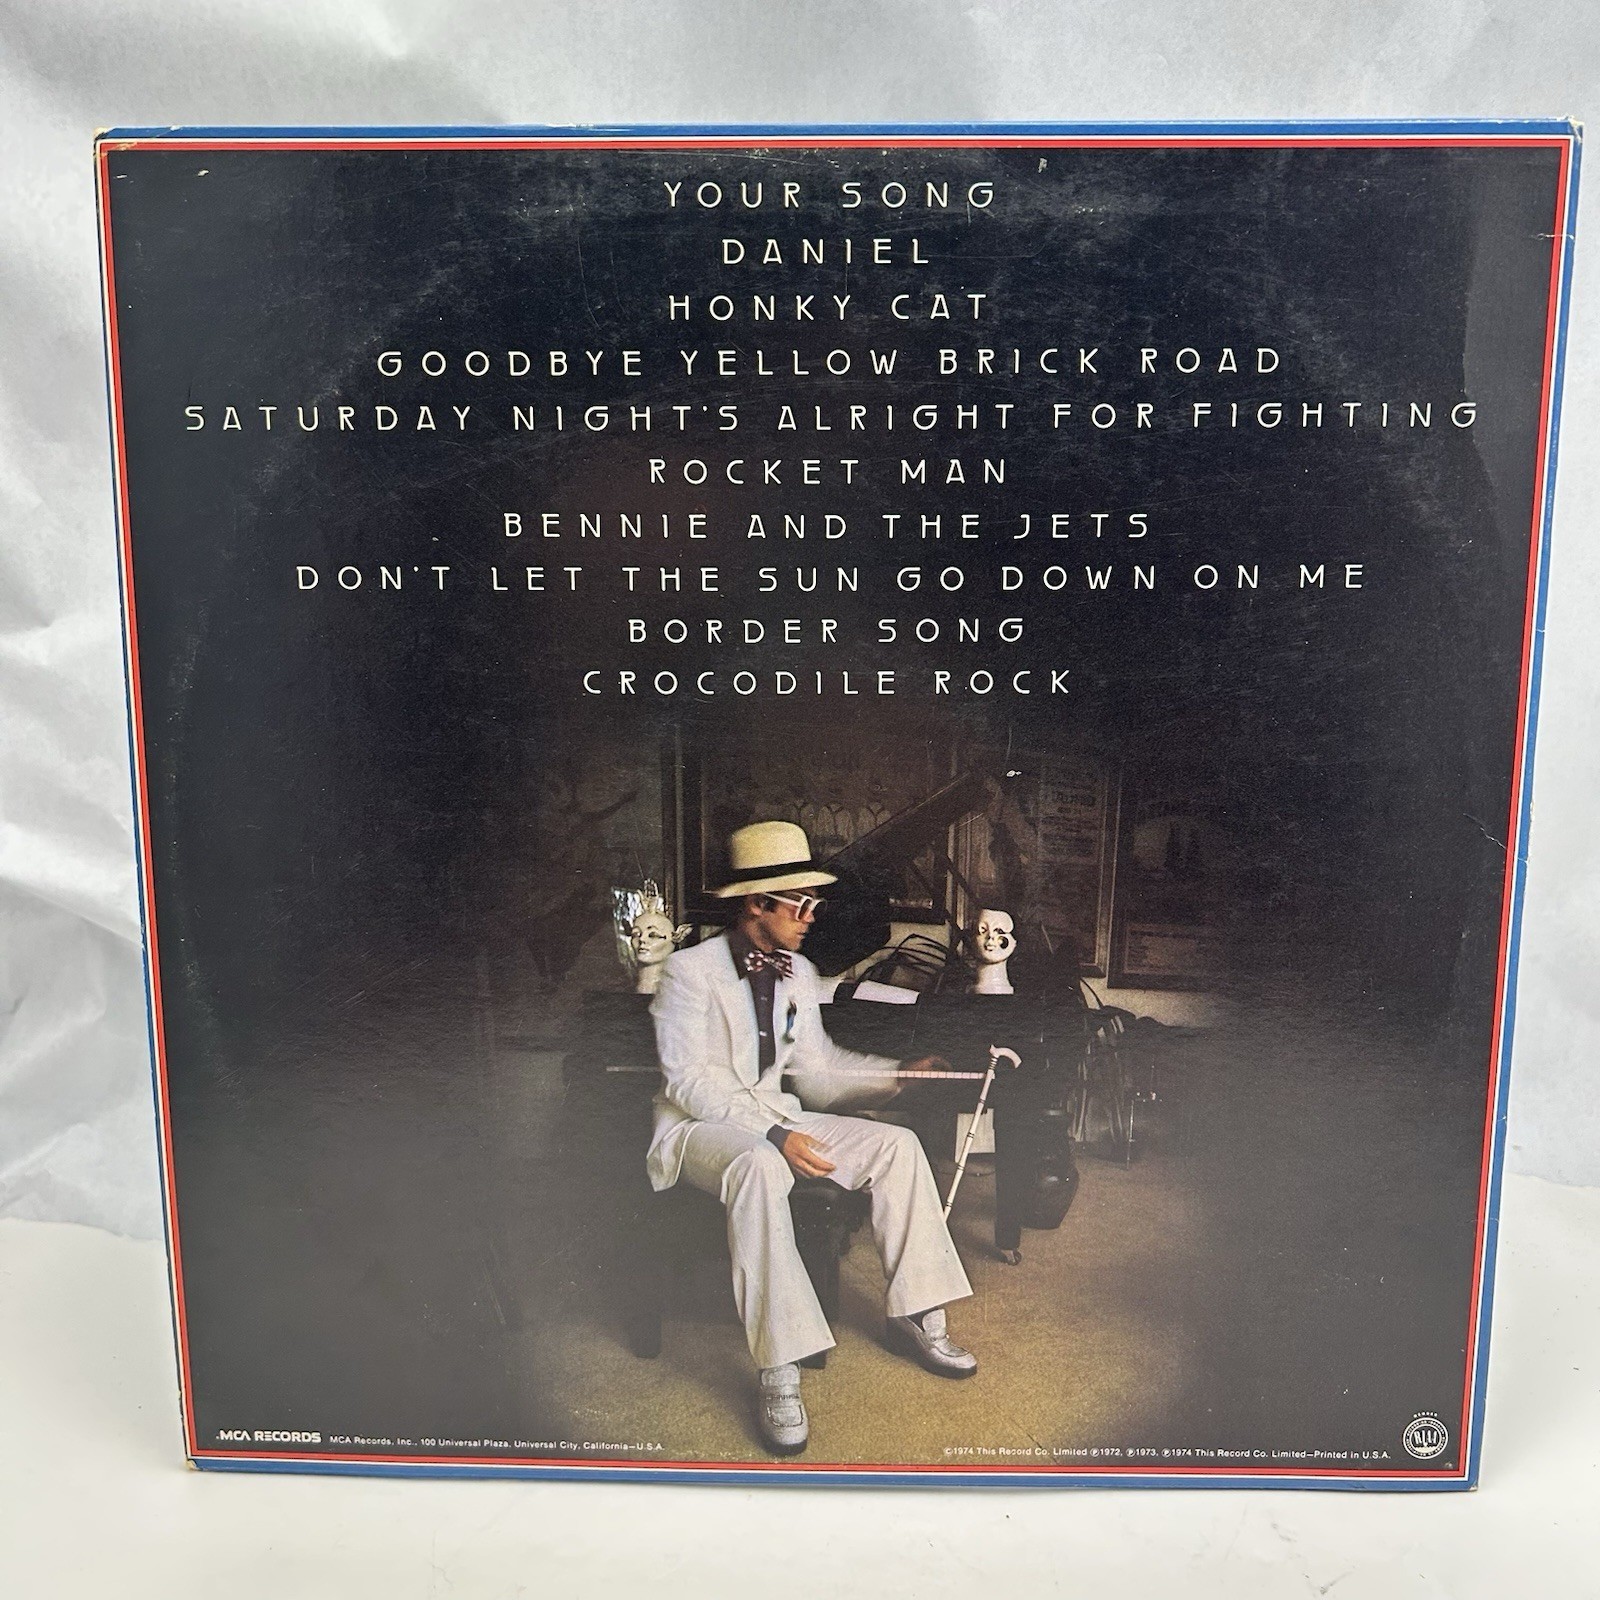 YOUR SONG
DANIEL
HONKY CAT
GOODBYE YELLOW BRICK ROAD
SATURDAY NIGHT'S ALRIGHT FOR FIGHTING
ROCKET MAN
BENNIE AND THE JETS
DON'T LET THE SUN GO DOWN ON ME
BORDER SONG
CROCODILE ROCK
MCA RECORDS MCA Records, Inc., 100 Universal Plaza, Universal City, California—U.S.A.
©1974 This Record Co. Limited ℗1972, ℗1973, ℗1974 This Record Co. Limited—Printed in U.S.A.
RIAA